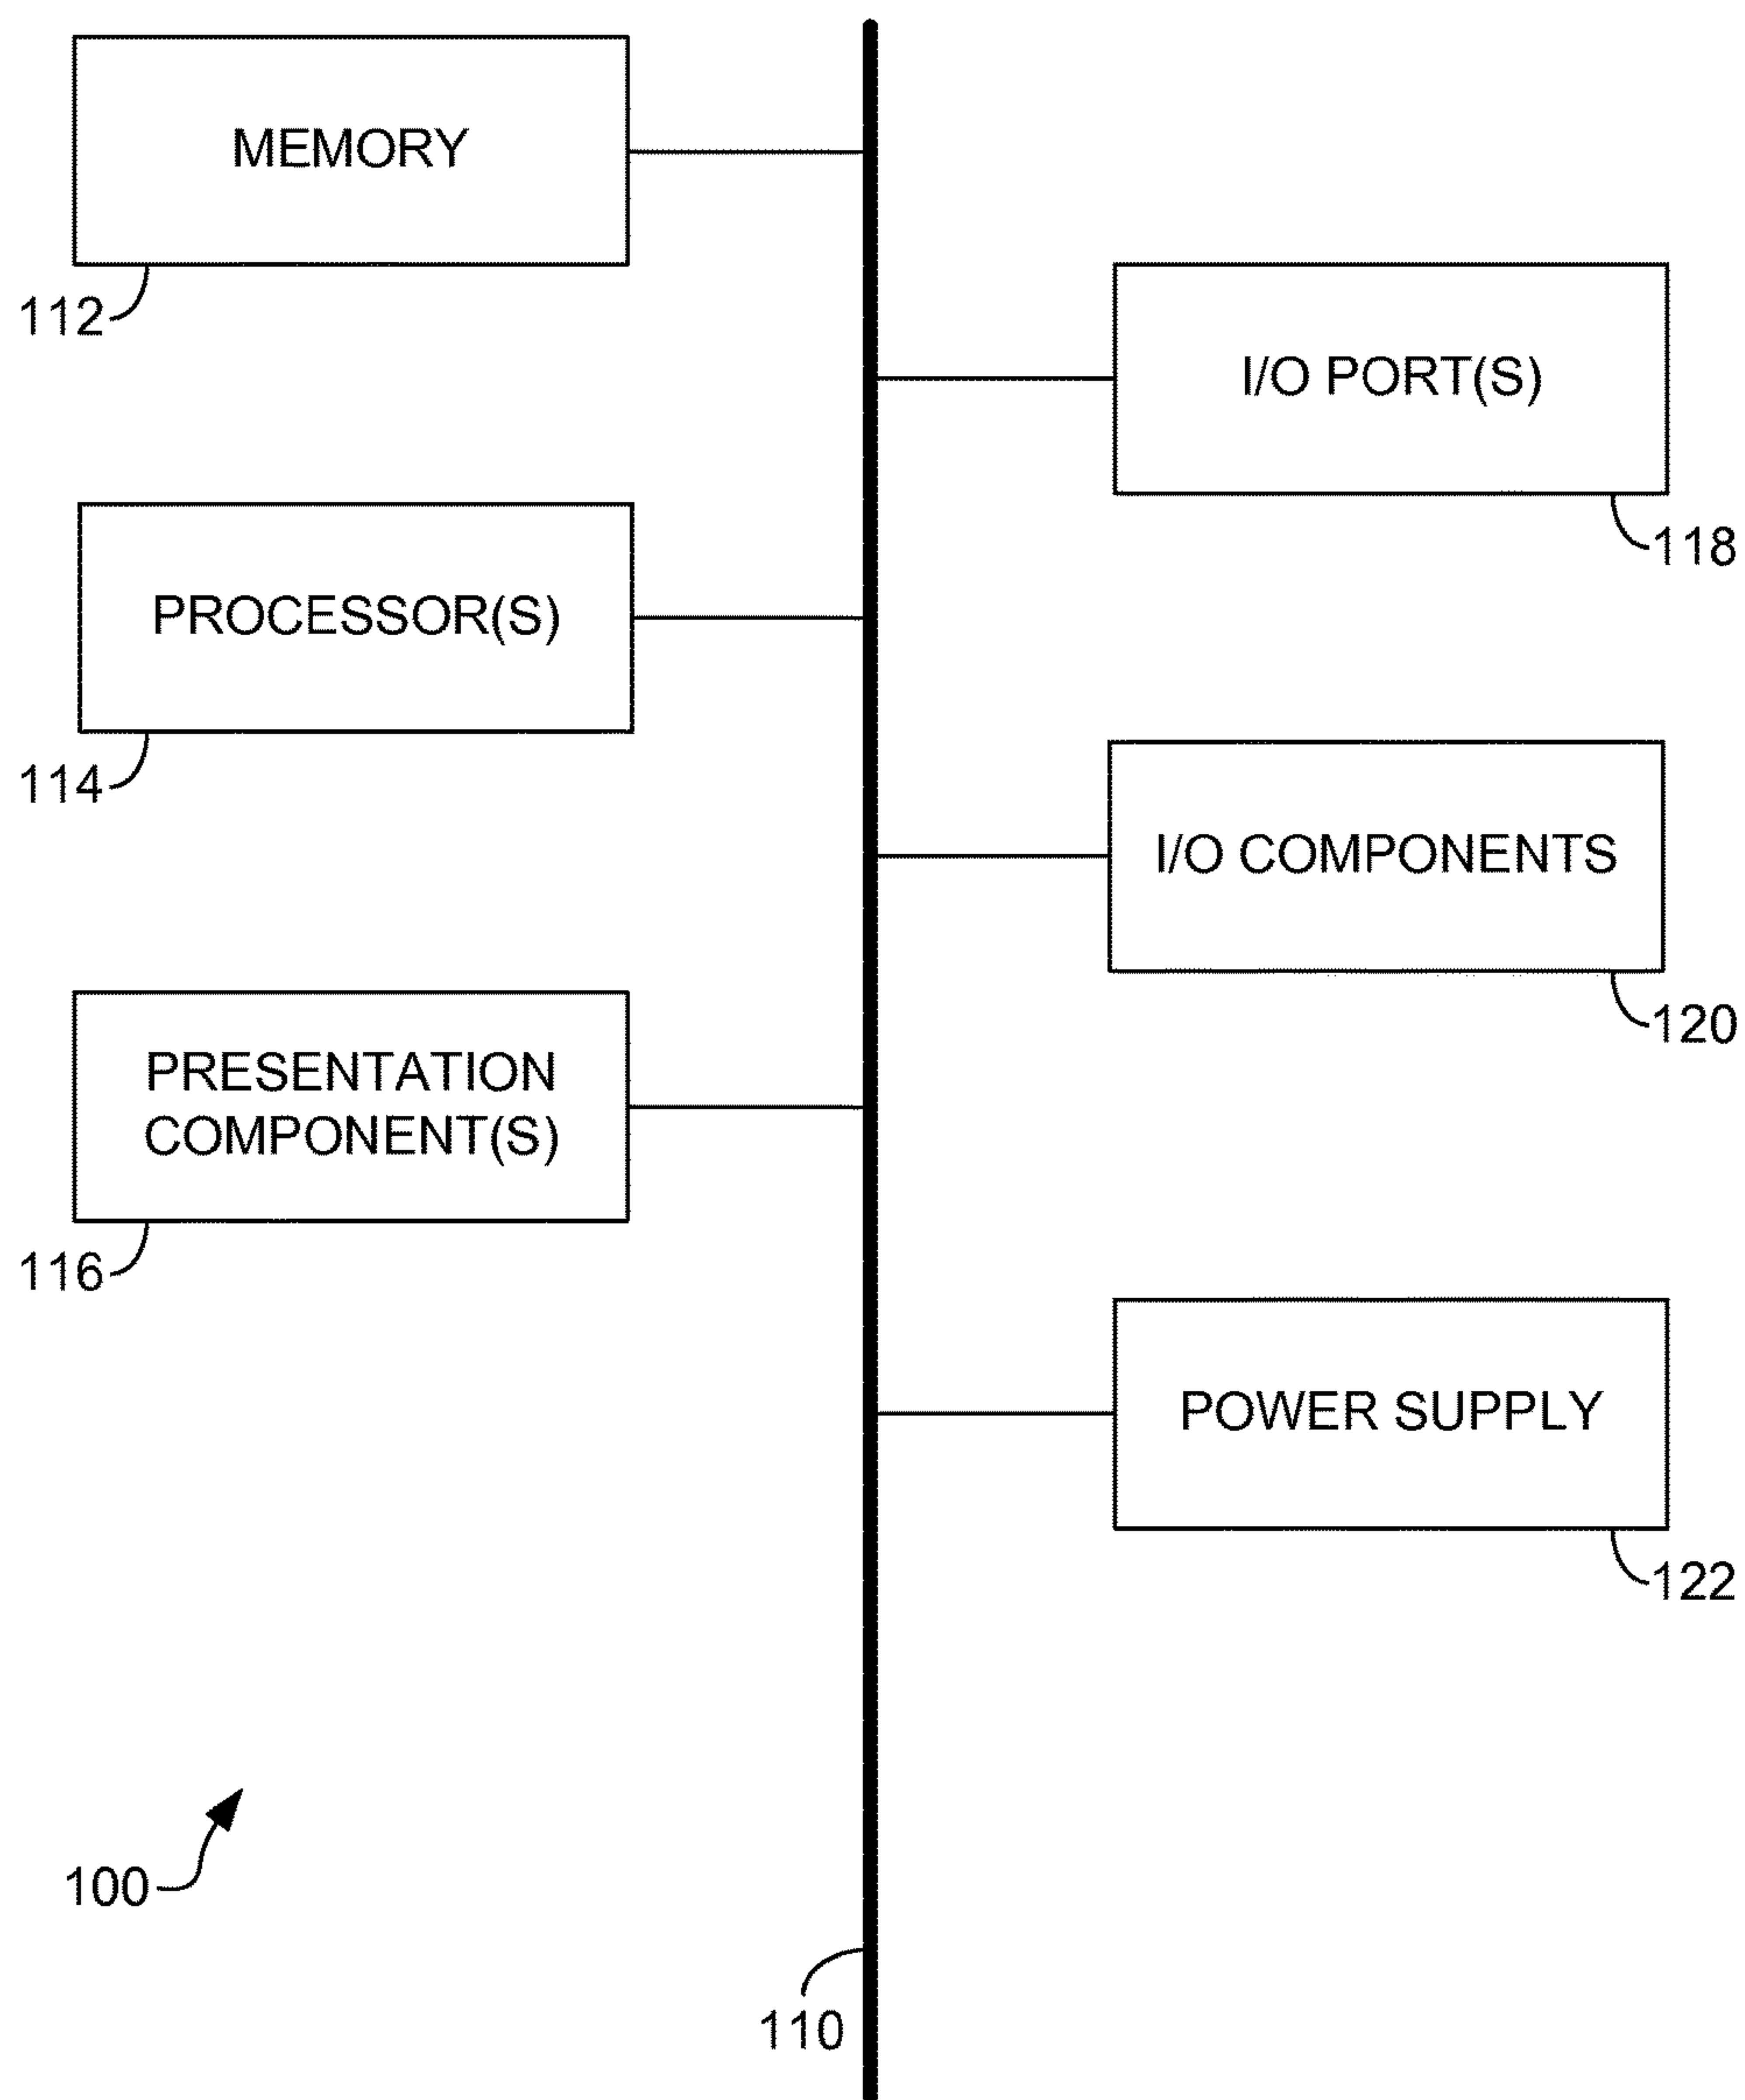 MEMORY
112
I/O PORT(S)
118
PROCESSOR(S)
114
I/O COMPONENTS
120
PRESENTATION
COMPONENT(S)
116
POWER SUPPLY
122
100
110